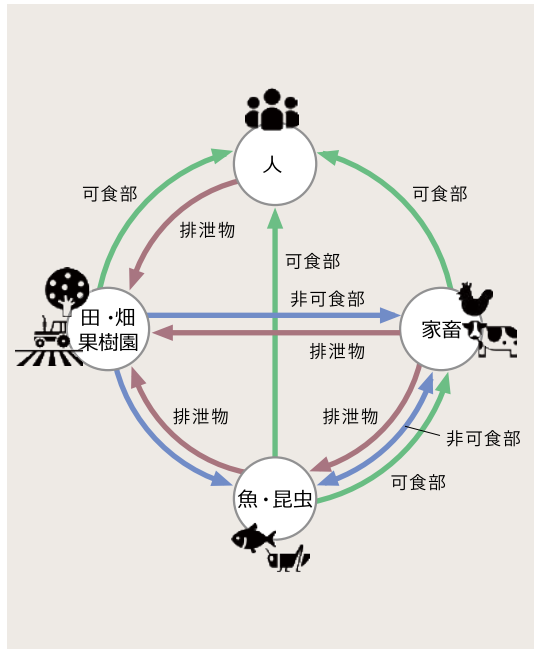 人
可食部
可食部
排泄物
可食部
非可食部
田・畑
果樹園
家畜
排泄物
排泄物
排泄物
非可食部
可食部
魚・昆虫